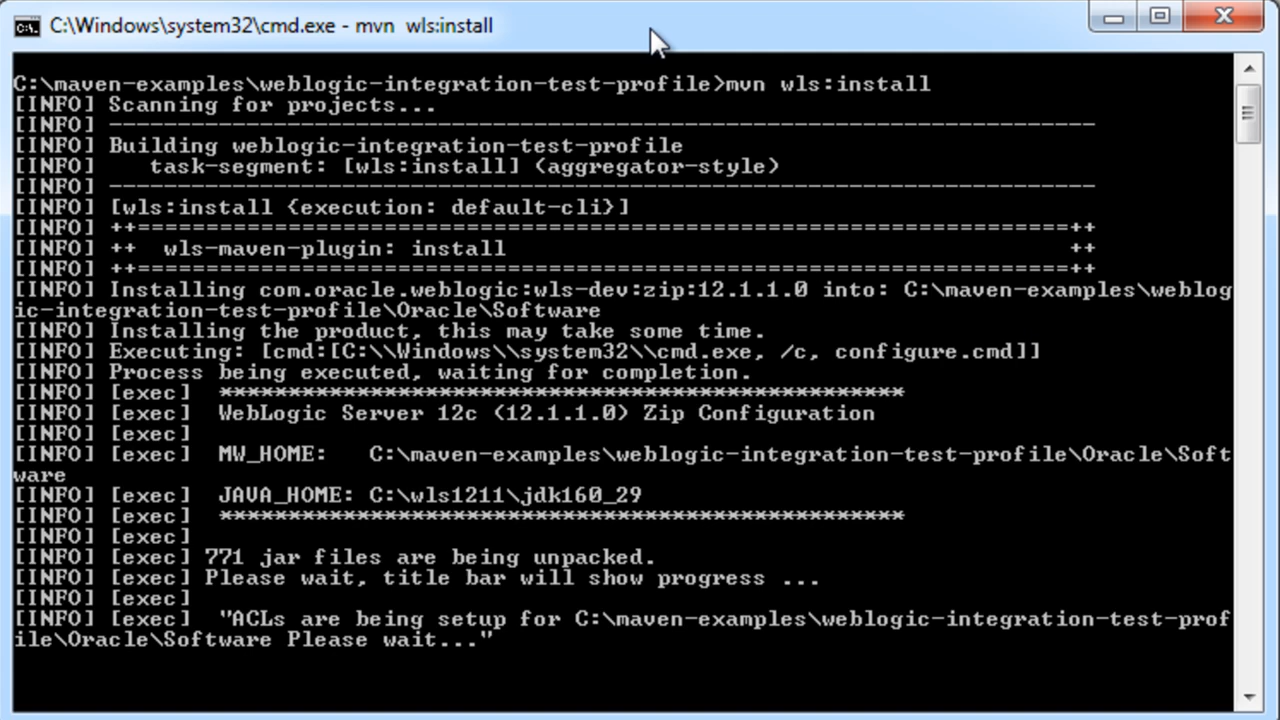 C:\Windows\system32\cmd.exe - mvn  wls:install
C:\maven-examples\weblogic-integration-test-profile>mvn wls:install
[INFO] Scanning for projects...
[INFO] ------------------------------------------------------------------------
[INFO] Building weblogic-integration-test-profile
[INFO]    task-segment: [wls:install] (aggregator-style)
[INFO] ------------------------------------------------------------------------
[INFO] [wls:install {execution: default-cli}]
[INFO] ++====================================================================++
[INFO] ++  wls-maven-plugin: install                                         ++
[INFO] ++====================================================================++
[INFO] Installing com.oracle.weblogic:wls-dev:zip:12.1.1.0 into: C:\maven-examples\weblog
ic-integration-test-profile\Oracle\Software
[INFO] Installing the product, this may take some time.
[INFO] Executing: [cmd:[C:\\Windows\\system32\\cmd.exe, /c, configure.cmd]]
[INFO] Process being executed, waiting for completion.
[INFO] [exec]  **************************************************
[INFO] [exec]  WebLogic Server 12c (12.1.1.0) Zip Configuration
[INFO] [exec]
[INFO] [exec]  MW_HOME:   C:\maven-examples\weblogic-integration-test-profile\Oracle\Soft
ware
[INFO] [exec]  JAVA_HOME: C:\wls1211\jdk160_29
[INFO] [exec]  **************************************************
[INFO] [exec]
[INFO] [exec] 771 jar files are being unpacked.
[INFO] [exec] Please wait, title bar will show progress ...
[INFO] [exec]
[INFO] [exec]  "ACLs are being setup for C:\maven-examples\weblogic-integration-test-prof
ile\Oracle\Software Please wait..."